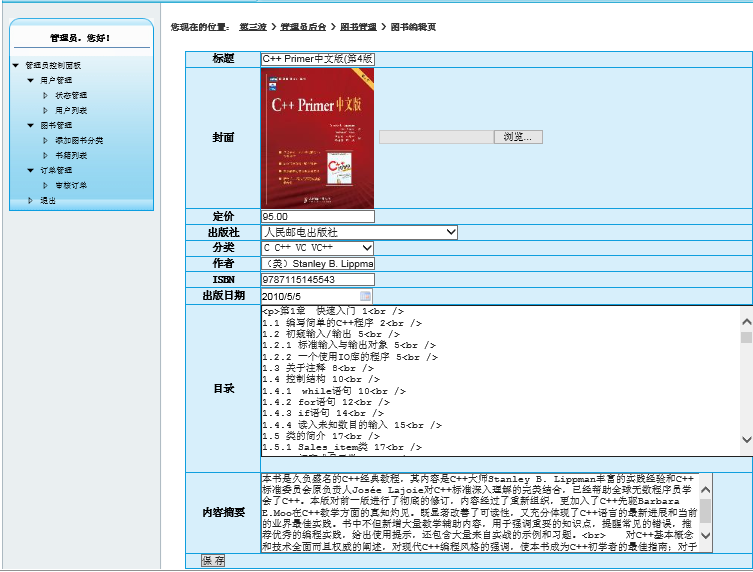 管理员，您好！
管理员控制面板
用户管理
状态管理
用户列表
图书管理
添加图书分类
书籍列表
订单管理
审核订单
退出
您现在的位置： 第三波 > 管理员后台 > 图书管理 > 图书编辑页
标题 C++ Primer中文版(第4版
封面
C++ Primer 中文版
浏览...
定价 95.00
出版社 人民邮电出版社
分类 C C++ VC VC++
作者 （美）Stanley B. Lippma
ISBN 9787115145543
出版日期 2010/5/5
目录
<p>第1章　快速入门 1<br />
1.1 编写简单的C++程序 2<br />
1.2 初窥输入/输出 5<br />
1.2.1 标准输入与输出对象 5<br />
1.2.2 一个使用IO库的程序 5<br />
1.3 关于注释 8<br />
1.4 控制结构 10<br />
1.4.1 while语句 10<br />
1.4.2 for语句 12<br />
1.4.3 if语句 14<br />
1.4.4 读入未知数目的输入 15<br />
1.5 类的简介 17<br />
1.5.1 Sales_item类 17<br />
内容摘要
本书是久负盛名的C++经典教程，其内容是C++大师Stanley B. Lippman丰富的实践经验和C++
标准委员会原负责人Josée Lajoie对C++标准深入理解的完美结合，已经帮助全球无数程序员学
会了C++。本版对前一版进行了彻底的修订，内容经过了重新组织，更加入了C++先驱Barbara
E.Moo在C++教学方面的真知灼见。既显著改善了可读性，又充分体现了C++语言的最新进展和当前
的业界最佳实践。书中不但新增大量教学辅助内容，用于强调重要的知识点，提醒常见的错误，推
荐优秀的编程实践，给出使用提示，还包含大量来自实战的示例和习题。<br>　　对C++基本概念
和技术全面而且权威的阐述，对现代C++编程风格的强调，使本书成为C++初学者的最佳指南；对于
保存